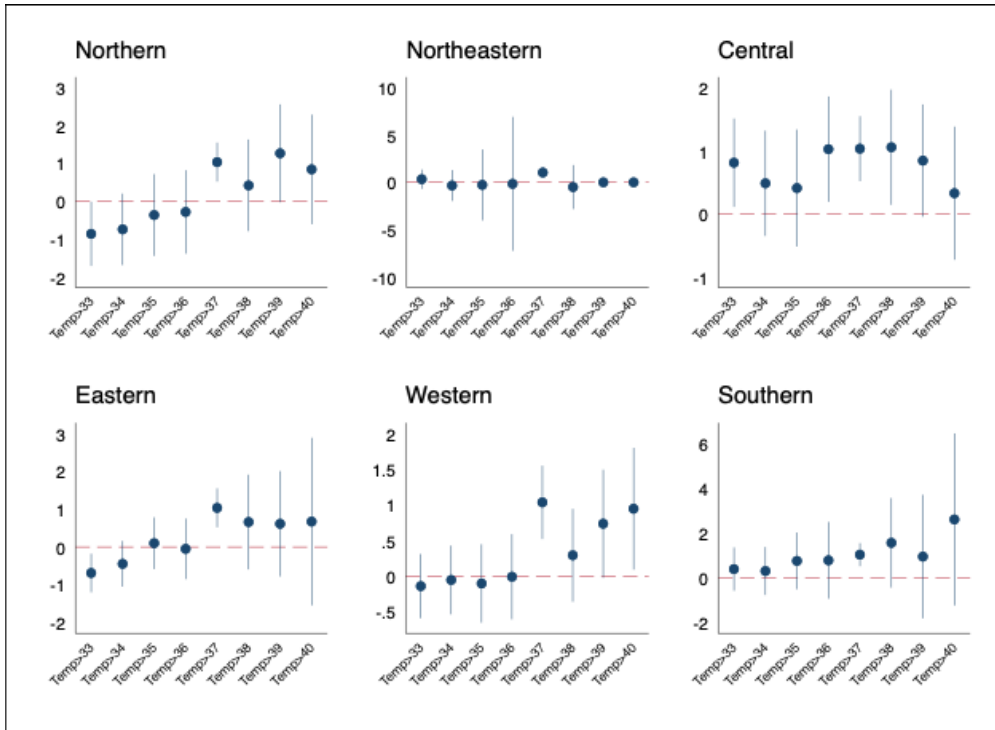 Northern
3
2
1
0
-1
-2
Temp>33 Temp>34 Temp>35 Temp>36 Temp>37 Temp>38 Temp>39 Temp>40
Northeastern
10
5
0
-5
-10
Temp>33 Temp>34 Temp>35 Temp>36 Temp>37 Temp>38 Temp>39 Temp>40
Central
2
1
0
-1
Temp>33 Temp>34 Temp>35 Temp>36 Temp>37 Temp>38 Temp>39 Temp>40
Eastern
3
2
1
0
-1
-2
Temp>33 Temp>34 Temp>35 Temp>36 Temp>37 Temp>38 Temp>39 Temp>40
Western
2
1.5
1
.5
0
-.5
Temp>33 Temp>34 Temp>35 Temp>36 Temp>37 Temp>38 Temp>39 Temp>40
Southern
6
4
2
0
-2
Temp>33 Temp>34 Temp>35 Temp>36 Temp>37 Temp>38 Temp>39 Temp>40